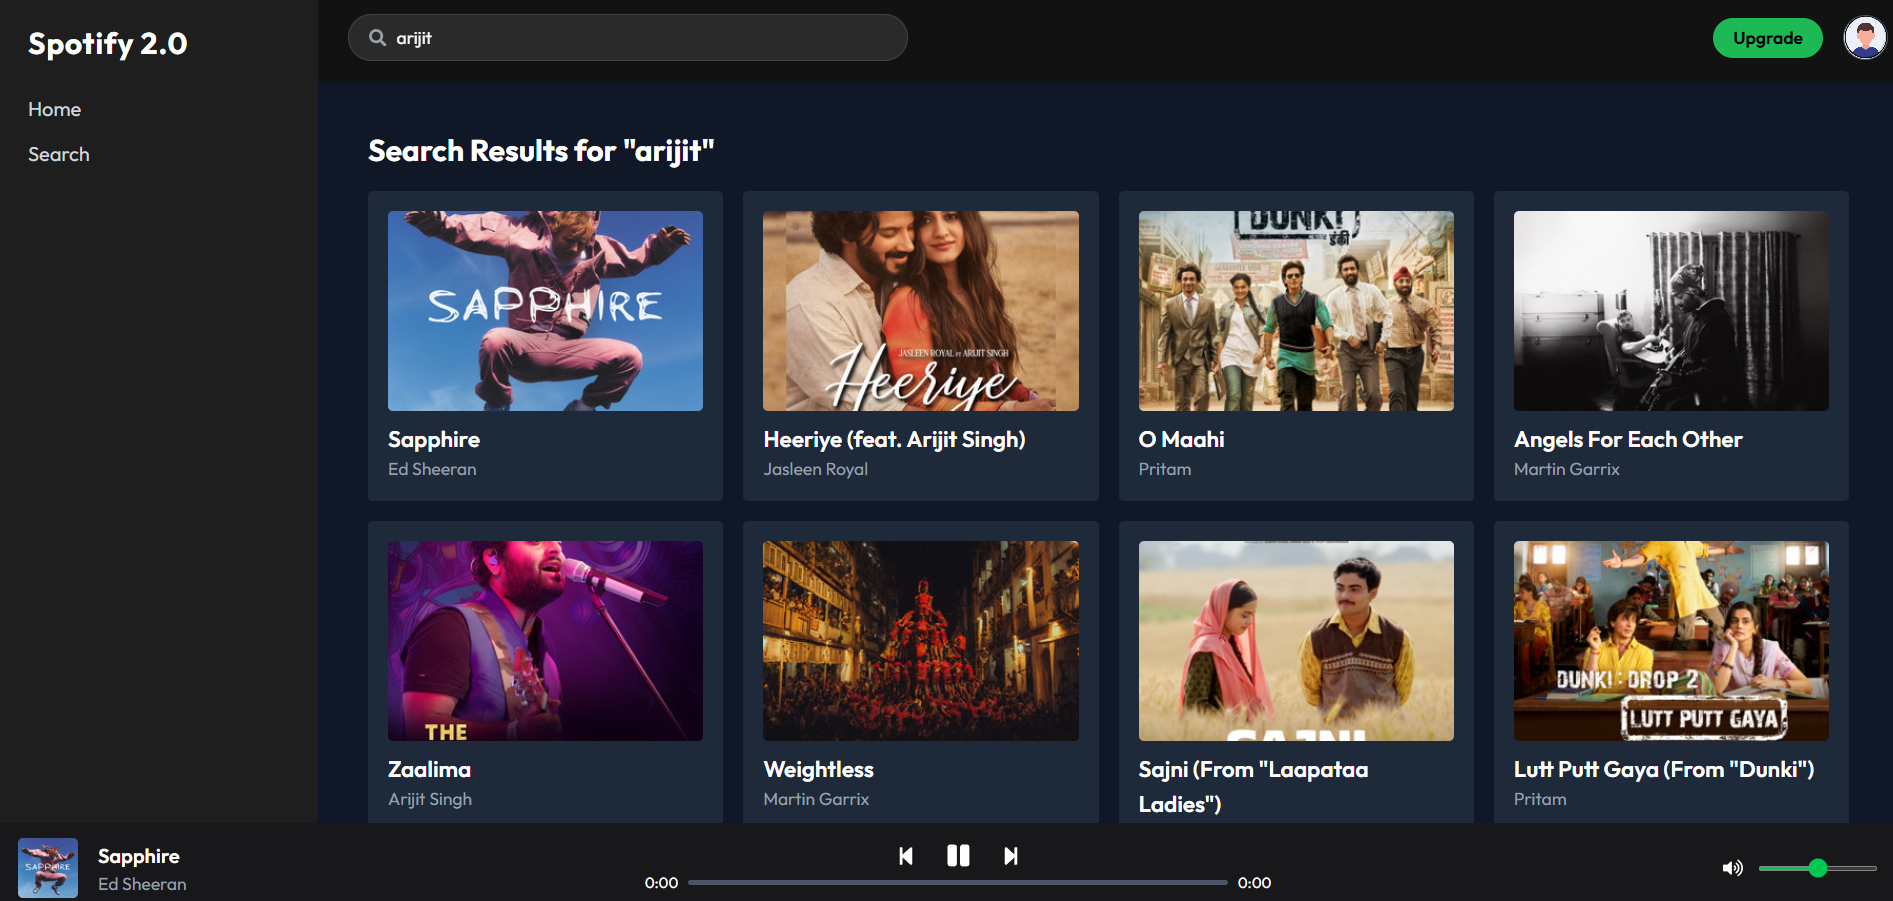 Spotify 2.0
arijit
Upgrade
Home
Search
Search Results for "arijit"
SAPPHIRE
JASLEEN ROYAL FT ARIJIT SINGH
Heeriye
DUNKI
डंकी
Sapphire
Ed Sheeran
Heeriye (feat. Arijit Singh)
Jasleen Royal
O Maahi
Pritam
Angels For Each Other
Martin Garrix
THE
SAJNI
DUNKI : DROP 2
LUTT PUTT GAYA
Zaalima
Arijit Singh
Weightless
Martin Garrix
Sajni (From "Laapataa
Ladies")
Lutt Putt Gaya (From "Dunki")
Pritam
SAPPHIRE
Sapphire
Ed Sheeran
0:00
0:00